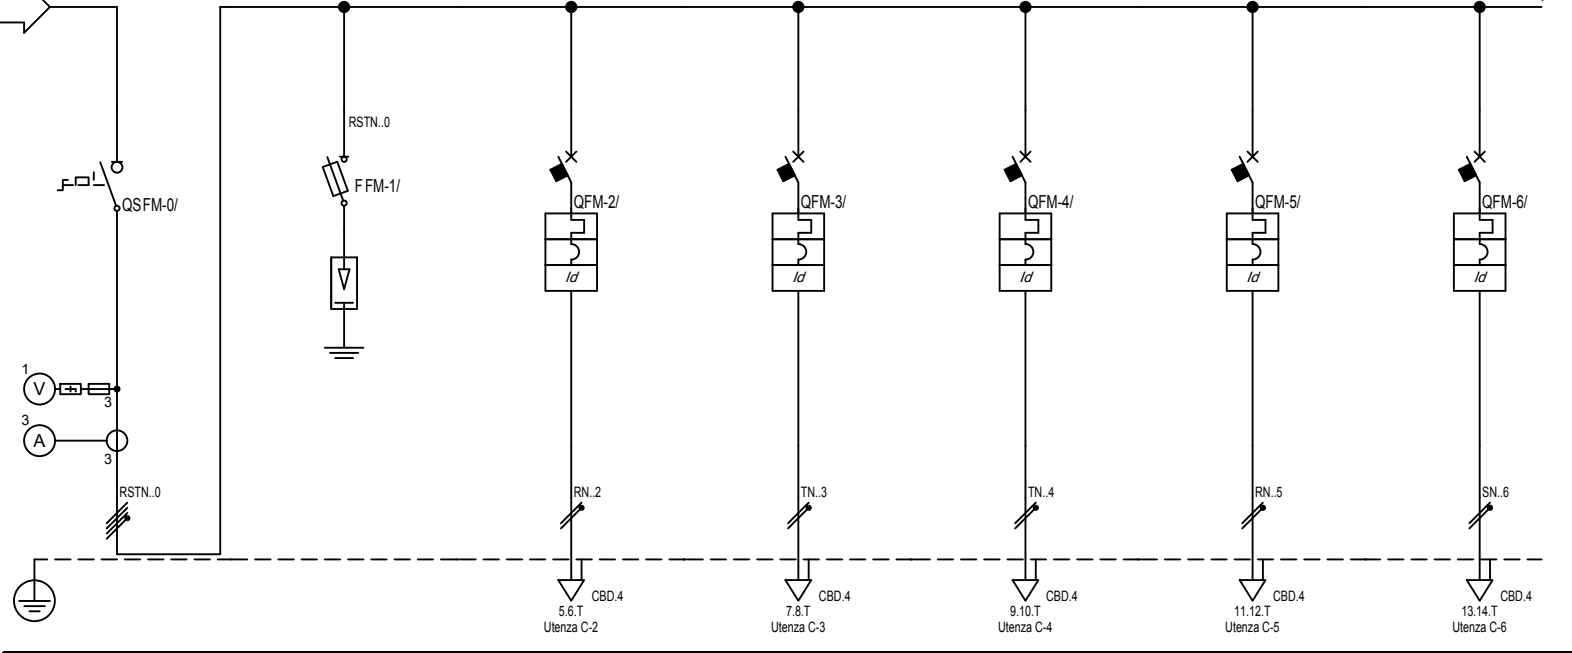 RSTN..0
QSFM-0/
F FM-1/
QFM-2/
QFM-3/
QFM-4/
QFM-5/
QFM-6/
Id
Id
Id
Id
Id
1
V
3
3
A
3
RSTN..0
RN..2
TN..3
TN..4
RN..5
SN..6
CBD.4
CBD.4
CBD.4
CBD.4
CBD.4
5.6.T
7.8.T
9.10.T
11.12.T
13.14.T
Utenza C-2
Utenza C-3
Utenza C-4
Utenza C-5
Utenza C-6